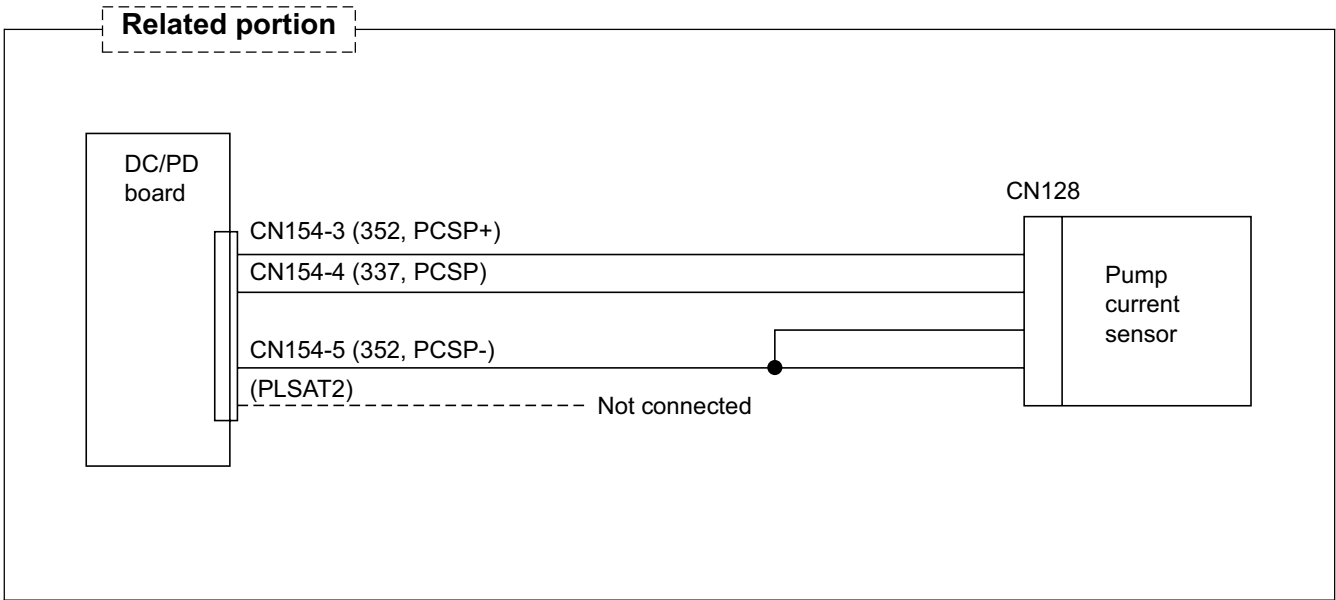 Related portion
DC/PD
board
CN128
CN154-3 (352, PCSP+)
CN154-4 (337, PCSP)
Pump
current
sensor
CN154-5 (352, PCSP-)
(PLSAT2)
Not connected